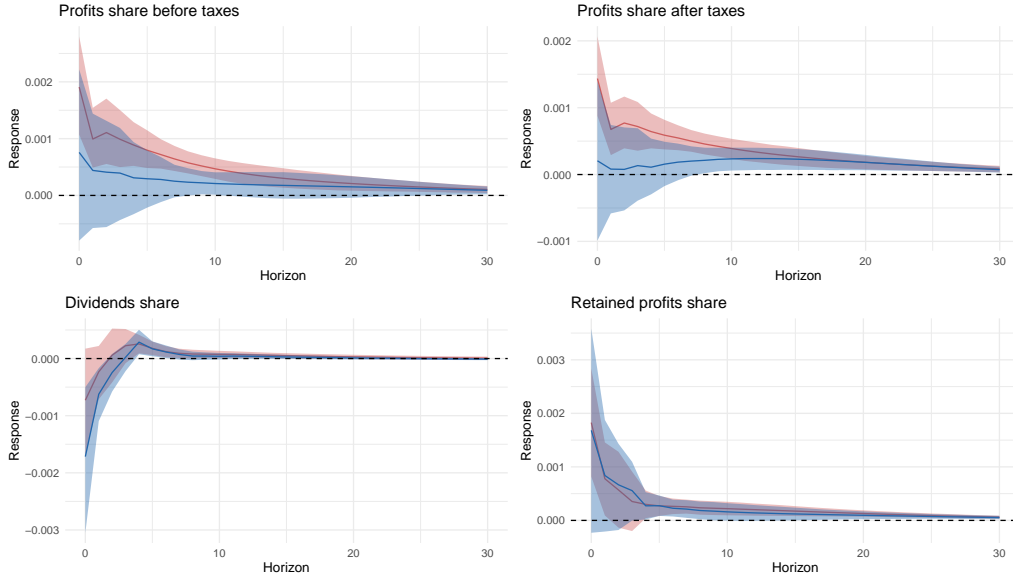 Profits share before taxes
Response
0.002
0.001
0.000
0
10
20
30
Horizon
Profits share after taxes
Response
0.002
0.001
0.000
−0.001
0
10
20
30
Horizon
Dividends share
Response
0.000
−0.001
−0.002
−0.003
0
10
20
30
Horizon
Retained profits share
Response
0.003
0.002
0.001
0.000
0
10
20
30
Horizon